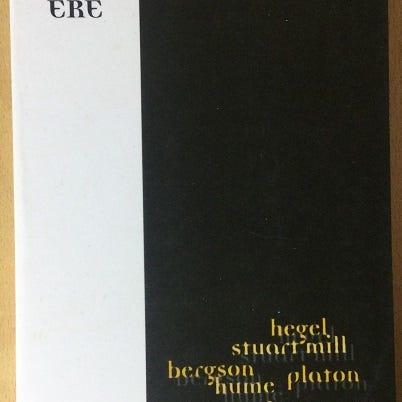 ERE
hegel
stuart mill
bergson
hume platon